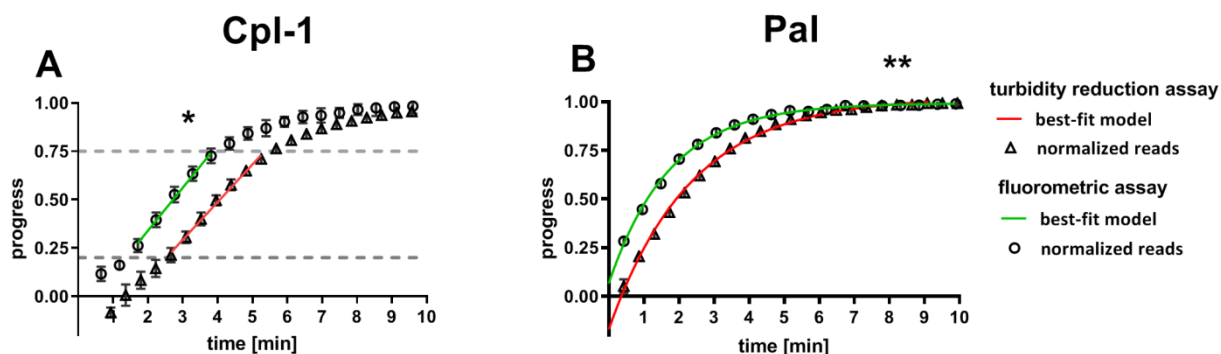 Cpl-1
A
*
1.00
0.75
0.50
0.25
0.00
progress
1 2 3 4 5 6 7 8 9 10
time [min]
Pal
B
**
1.00
0.75
0.50
0.25
0.00
progress
1 2 3 4 5 6 7 8 9 10
time [min]
turbidity reduction assay
best-fit model
normalized reads
fluorometric assay
best-fit model
normalized reads